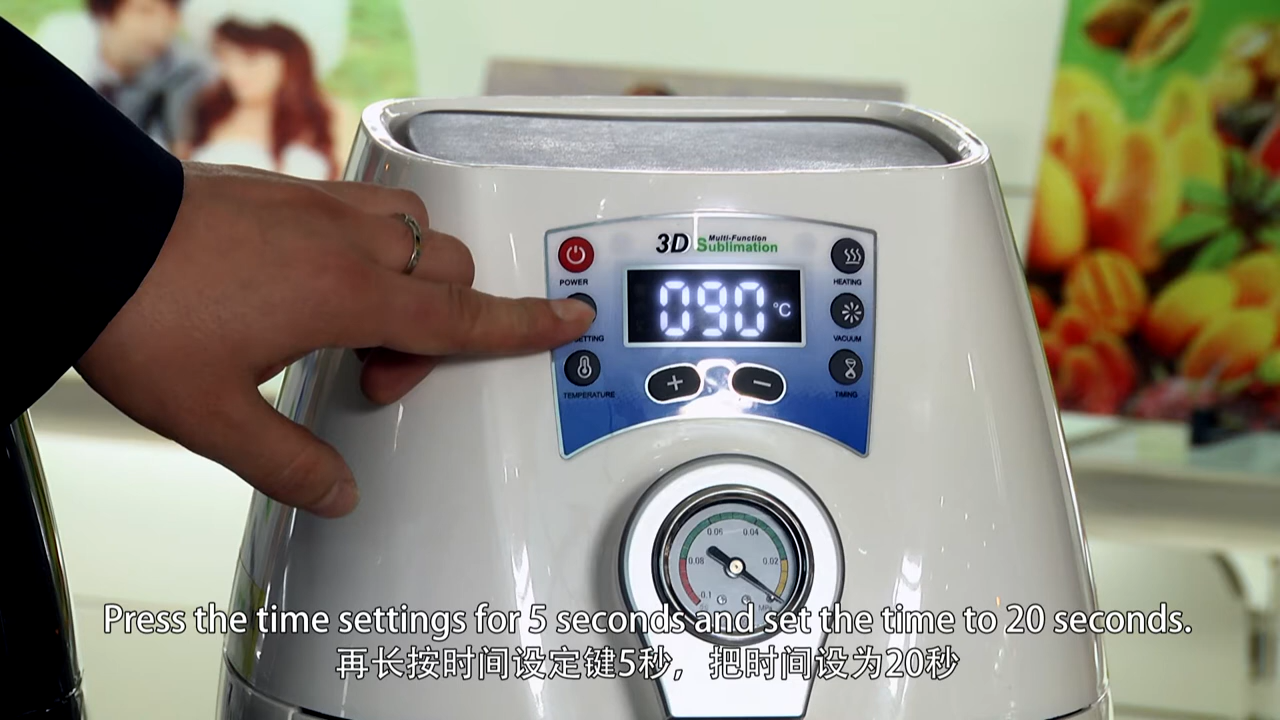 3D Multi-Function Sublimation
POWER
HEATING
090 °C
SETTING
VACUUM
TEMPERATURE
TIMING
+
−
0.06 0.04
0.08 0.02
0.1
Press the time settings for 5 seconds and set the time to 20 seconds.
再长按时间设定键5秒，把时间设为20秒